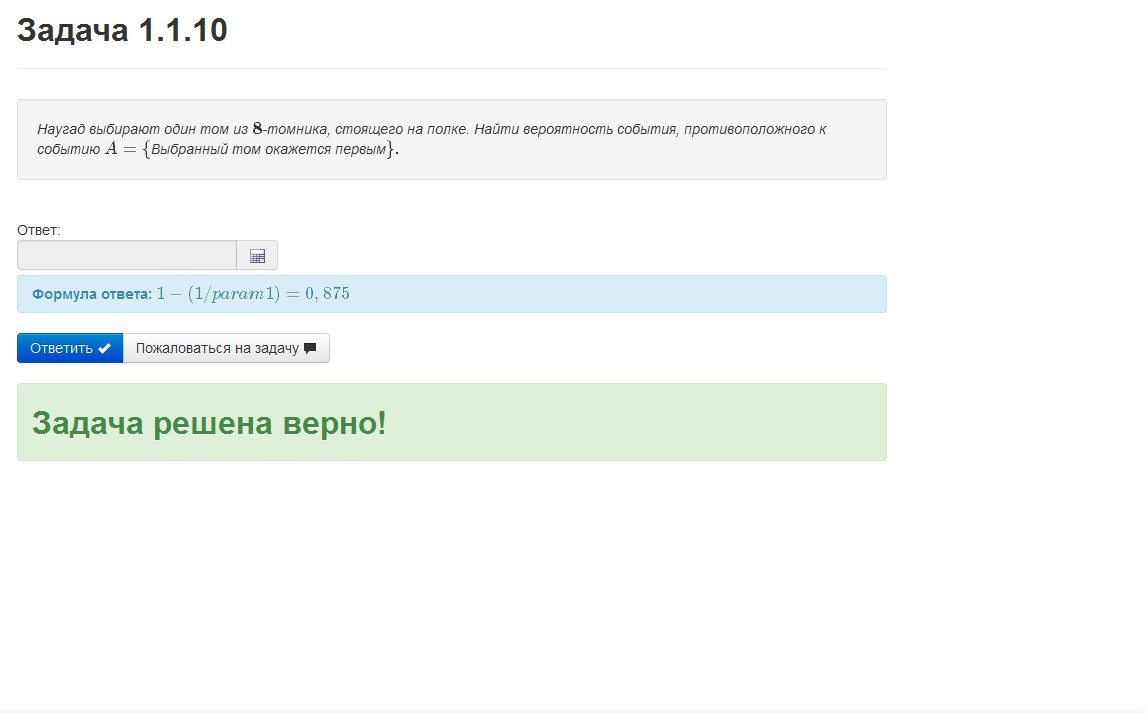 Задача 1.1.10
Наугад выбирают один том из 8-томника, стоящего на полке. Найти вероятность события, противоположного к
событию A = {Выбранный том окажется первым}.
Ответ:
Формула ответа: 1 − (1/param1) = 0, 875
Ответить
Пожаловаться на задачу
Задача решена верно!